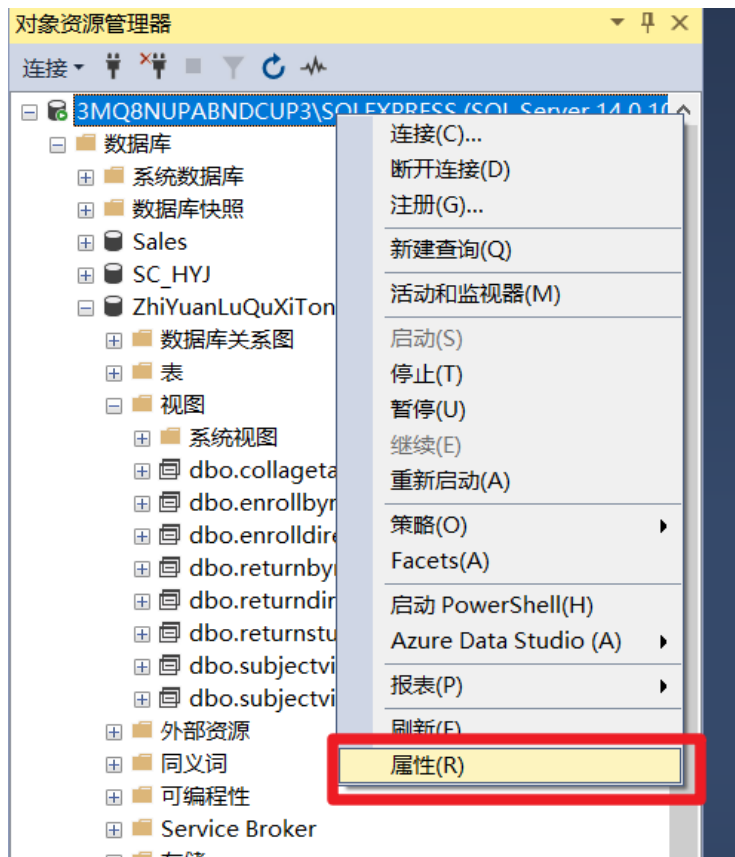 对象资源管理器
连接
3MQ8NUPABNDCUP3\SQLEXPRESS (SQL Server 14.0.10
数据库
系统数据库
数据库快照
Sales
SC_HYJ
ZhiYuanLuQuXiTon
数据库关系图
表
视图
系统视图
dbo.collageta
dbo.enrollbyr
dbo.enrolldire
dbo.returnby
dbo.returndir
dbo.returnstu
dbo.subjectvi
dbo.subjectvi
外部资源
同义词
可编程性
Service Broker
存储
连接(C)...
断开连接(D)
注册(G)...
新建查询(Q)
活动和监视器(M)
启动(S)
停止(T)
暂停(U)
继续(E)
重新启动(A)
策略(O)
Facets(A)
启动 PowerShell(H)
Azure Data Studio (A)
报表(P)
刷新(F)
属性(R)